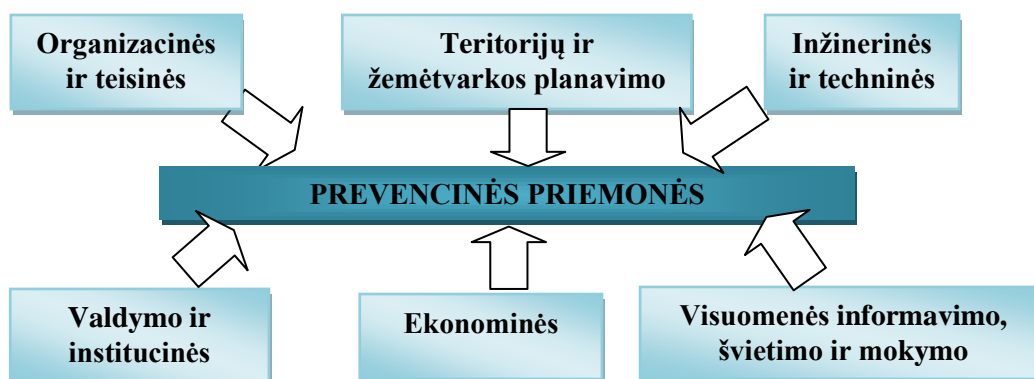 Organizacinės
ir teisinės
Teritorijų ir
žemėtvarkos planavimo
Inžinerinės
ir techninės
PREVENCINĖS PRIEMONĖS
Valdymo ir
institucinės
Ekonominės
Visuomenės informavimo,
švietimo ir mokymo